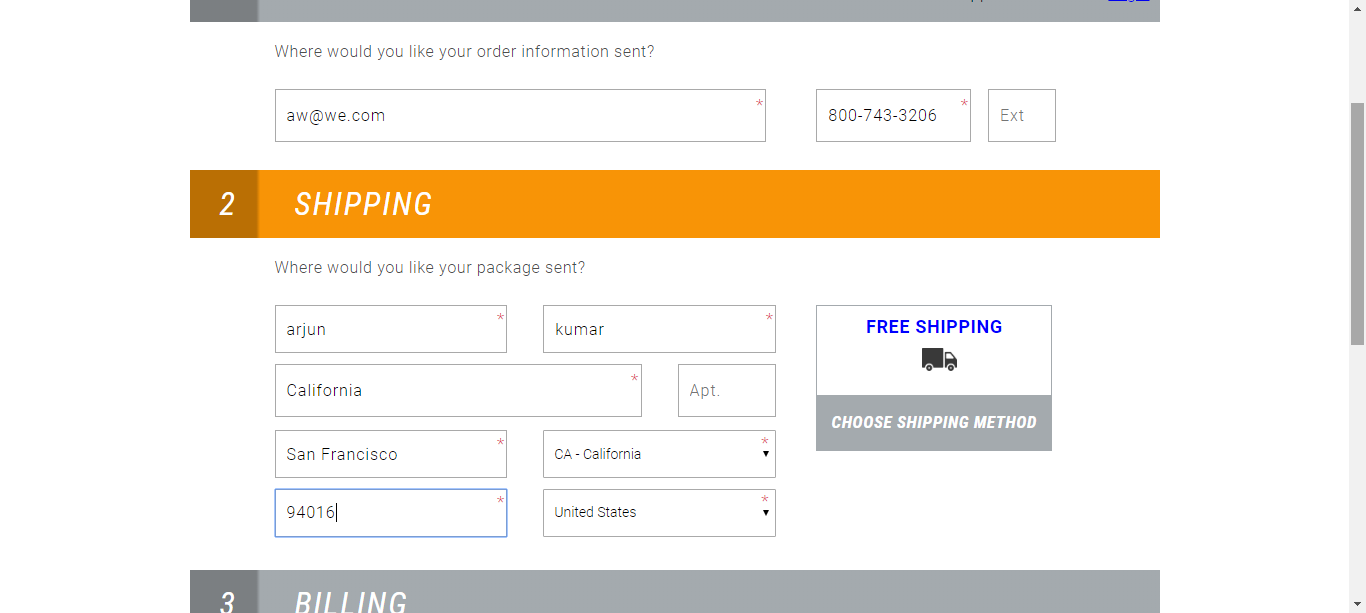 Where would you like your order information sent?
aw@we.com *
800-743-3206 *
Ext
2 SHIPPING
Where would you like your package sent?
arjun *
kumar *
FREE SHIPPING
California *
Apt.
CHOOSE SHIPPING METHOD
San Francisco *
CA - California *
94016 *
United States *
3 BILLING